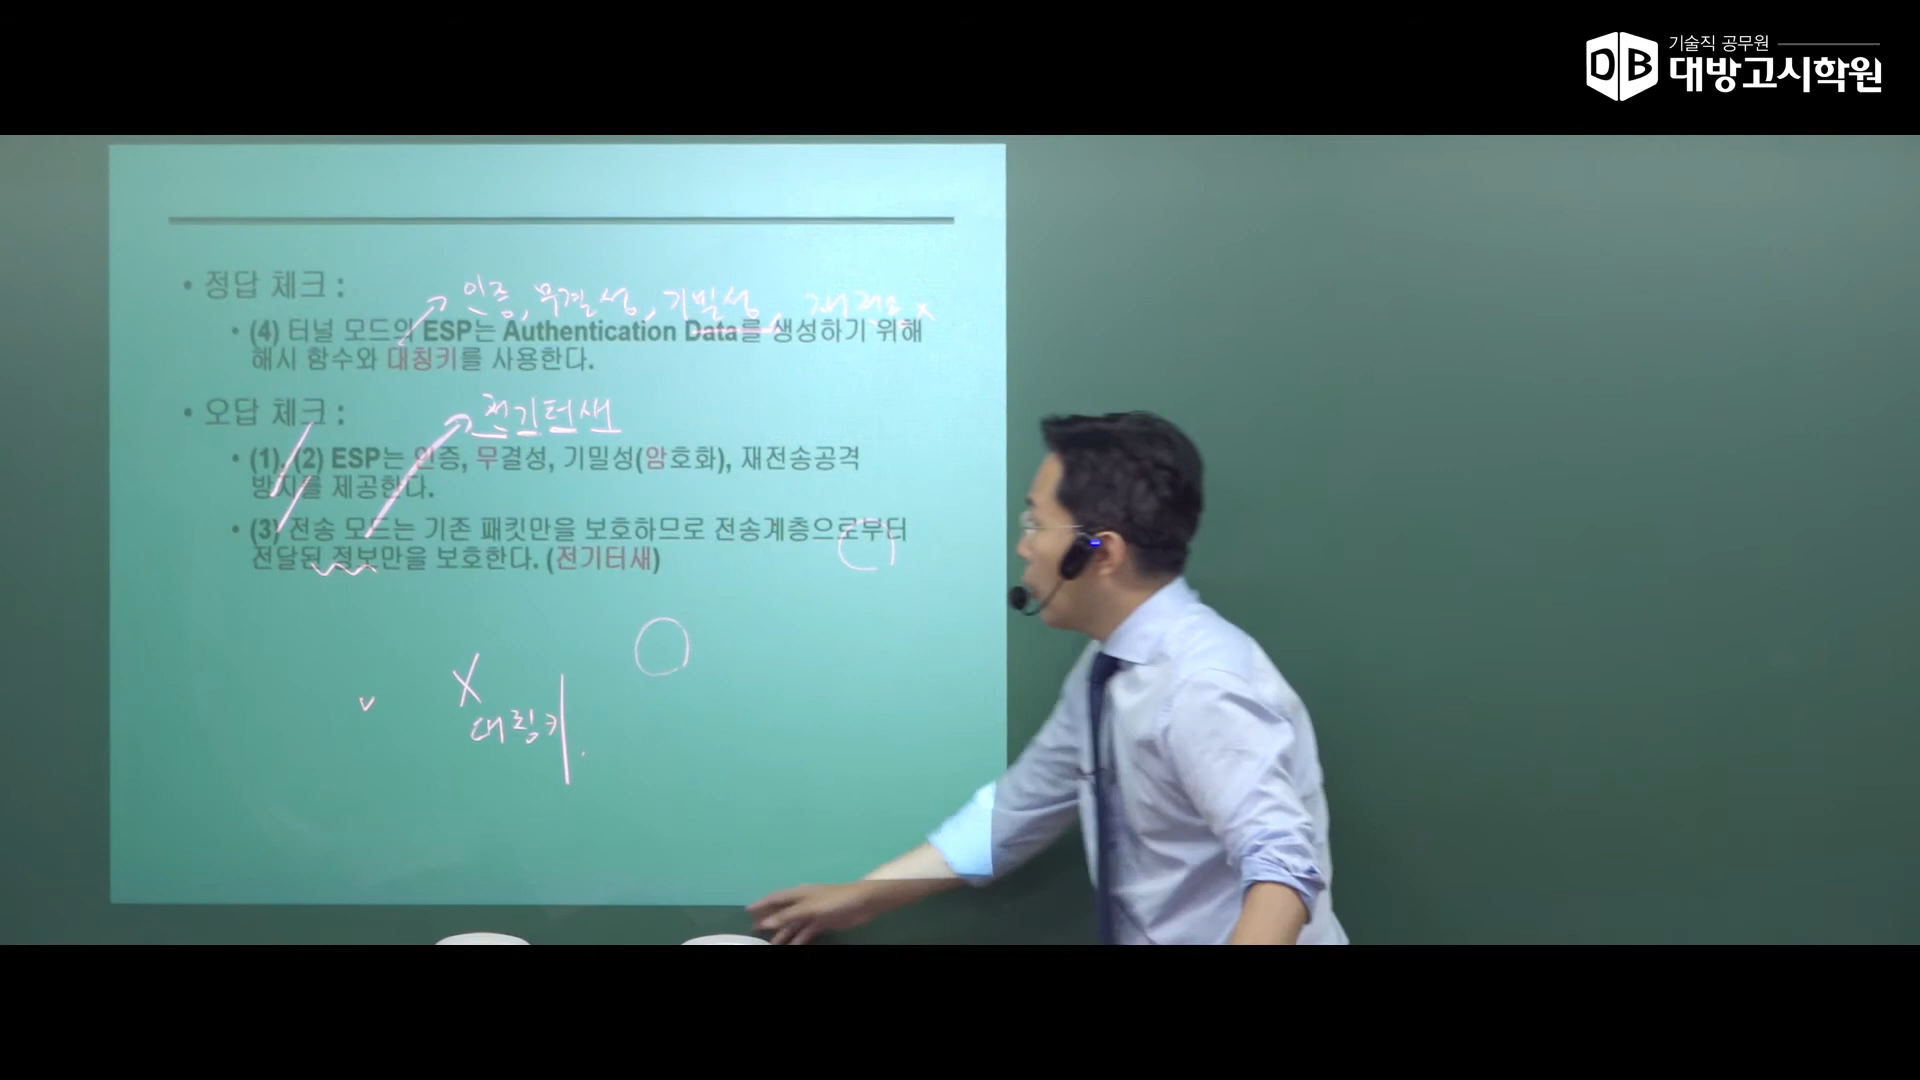 기술직 공무원
대방고시학원
• 정답 체크 :
인증, 무결성, 기밀성,
• (4) 터널 모드의 ESP는 Authentication Data를 생성하기 위해
해시 함수와 대칭키를 사용한다.
• 오답 체크 :
전기터새
• (1), (2) ESP는 인증, 무결성, 기밀성(암호화), 재전송공격
방지를 제공한다.
• (3) 전송 모드는 기존 패킷만을 보호하므로 전송계층으로부터
전달된 정보만을 보호한다. (전기터새)
X
대칭키